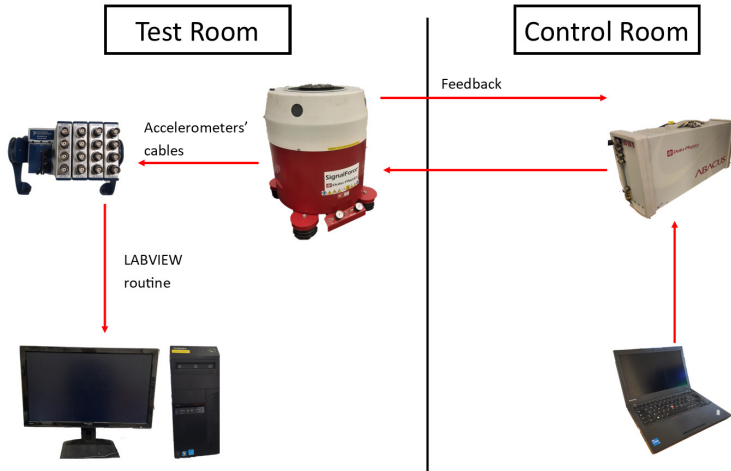 Test Room
Control Room
Feedback
Accelerometers’
cables
SignalForce
Data Physics
ABACUS
LABVIEW
routine